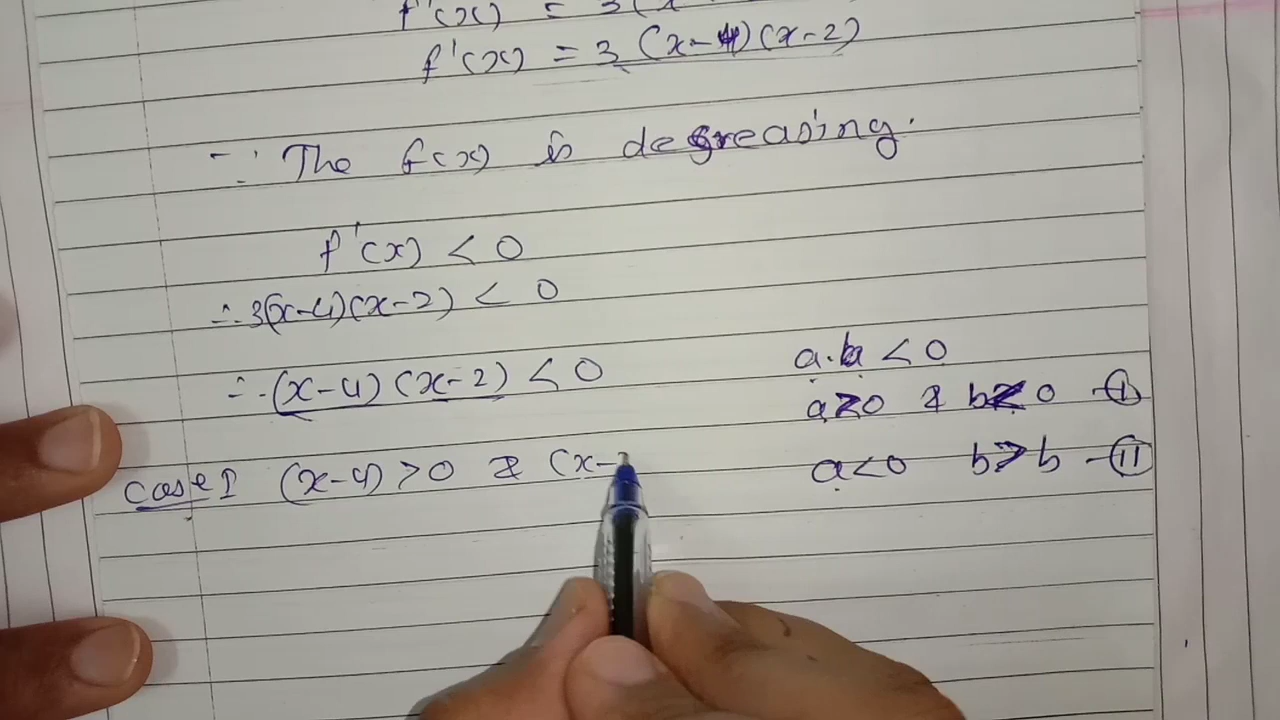 f'(x) = 3(x
f'(x) = 3 (x-4)(x-2)
∵ The f(x) is decreasing.
f'(x) < 0
∴ 3(x-4)(x-2) < 0
∴ (x-4) (x-2) < 0
a.b < 0
a>0 & b<0 - I
case I (x-4) > 0 & (x-
a<0 b>b - II